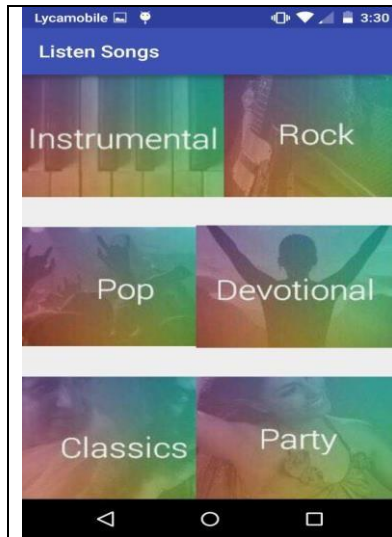 Lycamobile 3:30
Listen Songs
Instrumental Rock
Pop Devotional
Classics Party